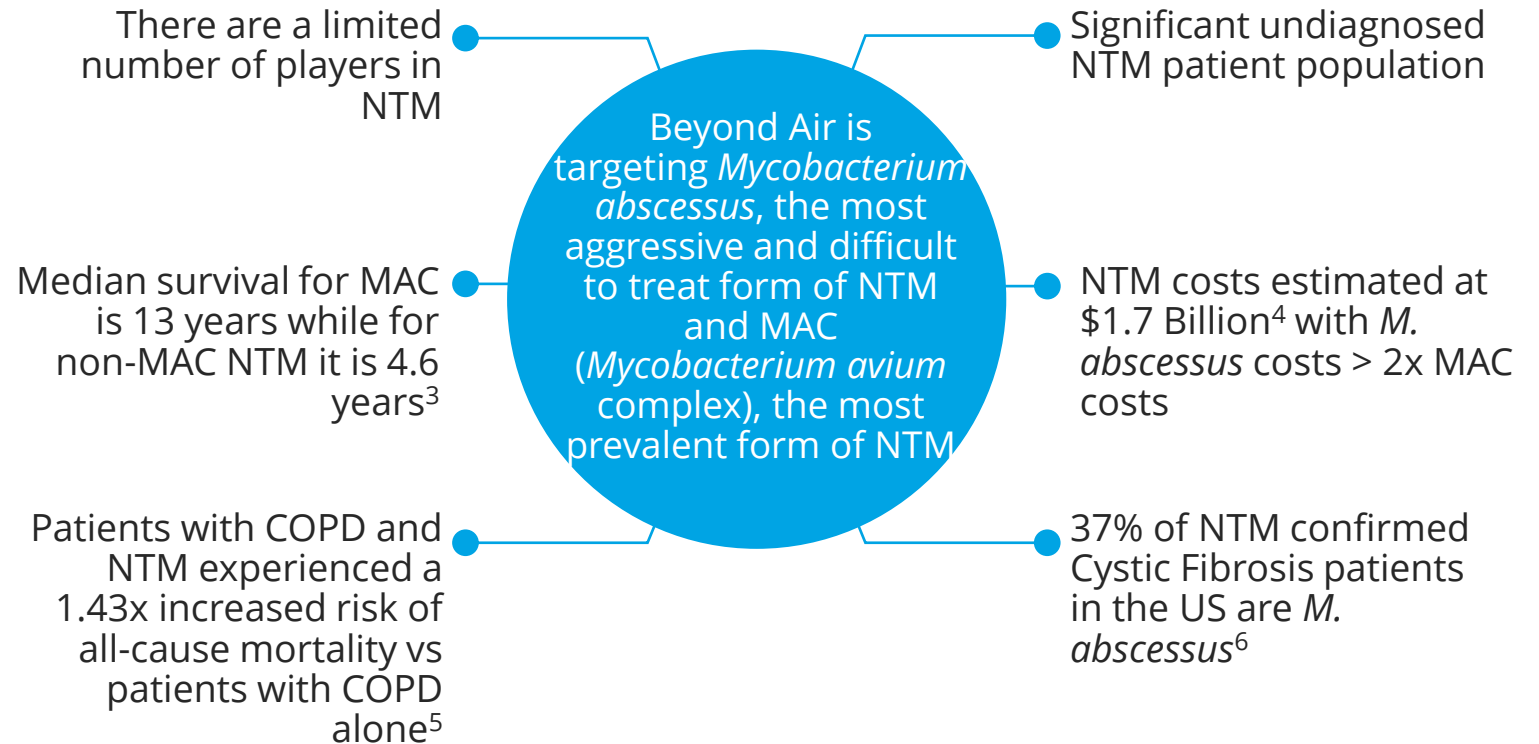 There are a limited
number of players in
NTM
Significant undiagnosed
NTM patient population
Beyond Air is
targeting Mycobacterium
abscessus, the most
aggressive and difficult
to treat form of NTM
and MAC
(Mycobacterium avium
complex), the most
prevalent form of NTM
Median survival for MAC
is 13 years while for
non-MAC NTM it is 4.6
years³
NTM costs estimated at
$1.7 Billion⁴ with M.
abscessus costs > 2x MAC
costs
Patients with COPD and
NTM experienced a
1.43x increased risk of
all-cause mortality vs
patients with COPD
alone⁵
37% of NTM confirmed
Cystic Fibrosis patients
in the US are M.
abscessus⁶